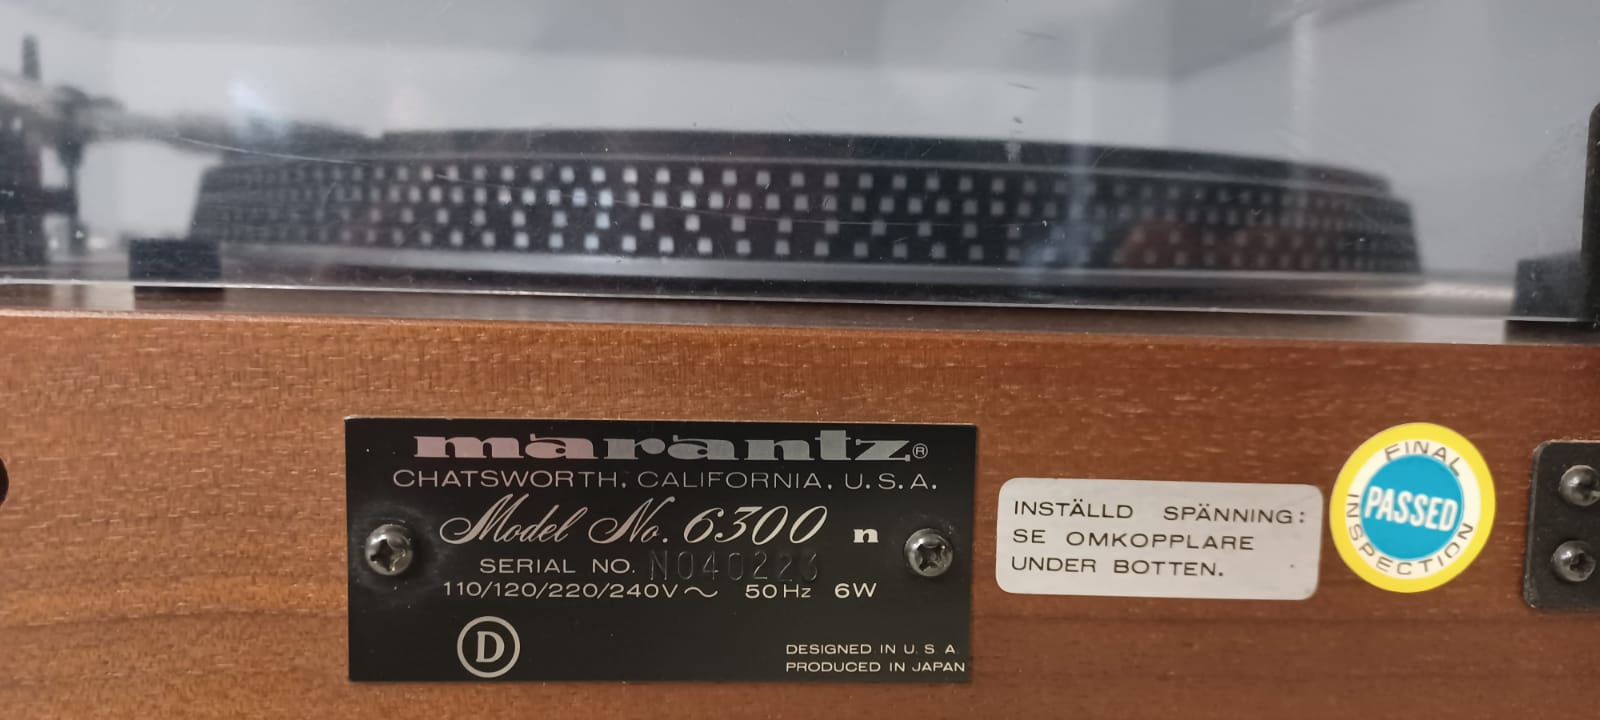 marantz®
CHATSWORTH, CALIFORNIA, U.S.A.
Model No. 6300 n
SERIAL NO. N040223
110/120/220/240V~ 50Hz 6W
D
DESIGNED IN U.S.A
PRODUCED IN JAPAN
INSTÄLLD SPÄNNING:
SE OMKOPPLARE
UNDER BOTTEN.
FINAL
PASSED
INSPECTION